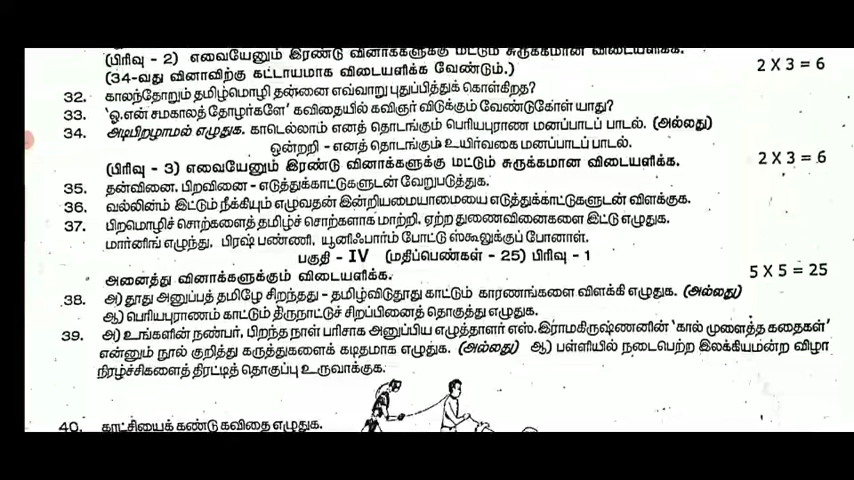 (பிரிவு - 2) எவையேனும் இரண்டு வினாக்களுக்கு மட்டும் சுருக்கமான விடையளிக்க.
2 X 3 = 6
(34-வது வினாவிற்கு கட்டாயமாக விடையளிக்க வேண்டும்.)
32. காலந்தோறும் தமிழ்மொழி தன்னை எவ்வாறு புதுப்பித்துக் கொள்கிறது?
33. 'ஓ.என் சமகாலத் தோழர்களே' கவிதையில் கவிஞர் விடுக்கும் வேண்டுகோள் யாது?
34. அடிபிறழாமல் எழுதுக. காடெல்லாம் எனத் தொடங்கும் பெரியபுராண மனப்பாடப் பாடல். (அல்லது)
ஒன்றறி - எனத் தொடங்கும் உயிர்வகை மனப்பாடப் பாடல்.
(பிரிவு - 3) எவையேனும் இரண்டு வினாக்களுக்கு மட்டும் சுருக்கமான விடையளிக்க. 2 X 3 = 6
35. தன்வினை, பிறவினை - எடுத்துக்காட்டுகளுடன் வேறுபடுத்துக.
36. வல்லினம் இட்டும் நீக்கியும் எழுவதன் இன்றியமையாமையை எடுத்துக்காட்டுகளுடன் விளக்குக.
37. பிறமொழிச் சொற்களைத் தமிழ்ச் சொற்களாக மாற்றி, ஏற்ற துணைவினைகளை இட்டு எழுதுக.
மார்னிங் எழுந்து, பிரஷ் பண்ணி, யூனிஃபார்ம் போட்டு ஸ்கூலுக்குப் போனாள்.
பகுதி - IV (மதிப்பெண்கள் - 25) பிரிவு - 1
அனைத்து வினாக்களுக்கும் விடையளிக்க. 5 X 5 = 25
38. அ) தூது அனுப்பத் தமிழே சிறந்தது - தமிழ்விடுதூது காட்டும் காரணங்களை விளக்கி எழுதுக. (அல்லது)
ஆ) பெரியபுராணம் காட்டும் திருநாட்டுச் சிறப்பினைத் தொகுத்து எழுதுக.
39. அ) உங்களின் நண்பர், பிறந்த நாள் பரிசாக அனுப்பிய எழுத்தாளர் எஸ்.இராமகிருஷ்ணனின் 'கால் முளைத்த கதைகள்'
என்னும் நூல் குறித்து கருத்துகளைக் கடிதமாக எழுதுக. (அல்லது) ஆ) பள்ளியில் நடைபெற்ற இலக்கியமன்ற விழா
நிரழ்ச்சிகளைத் திரட்டித் தொகுப்பு உருவாக்குக.
40. காட்சியைக் கண்டு கவிதை எழுதுக.